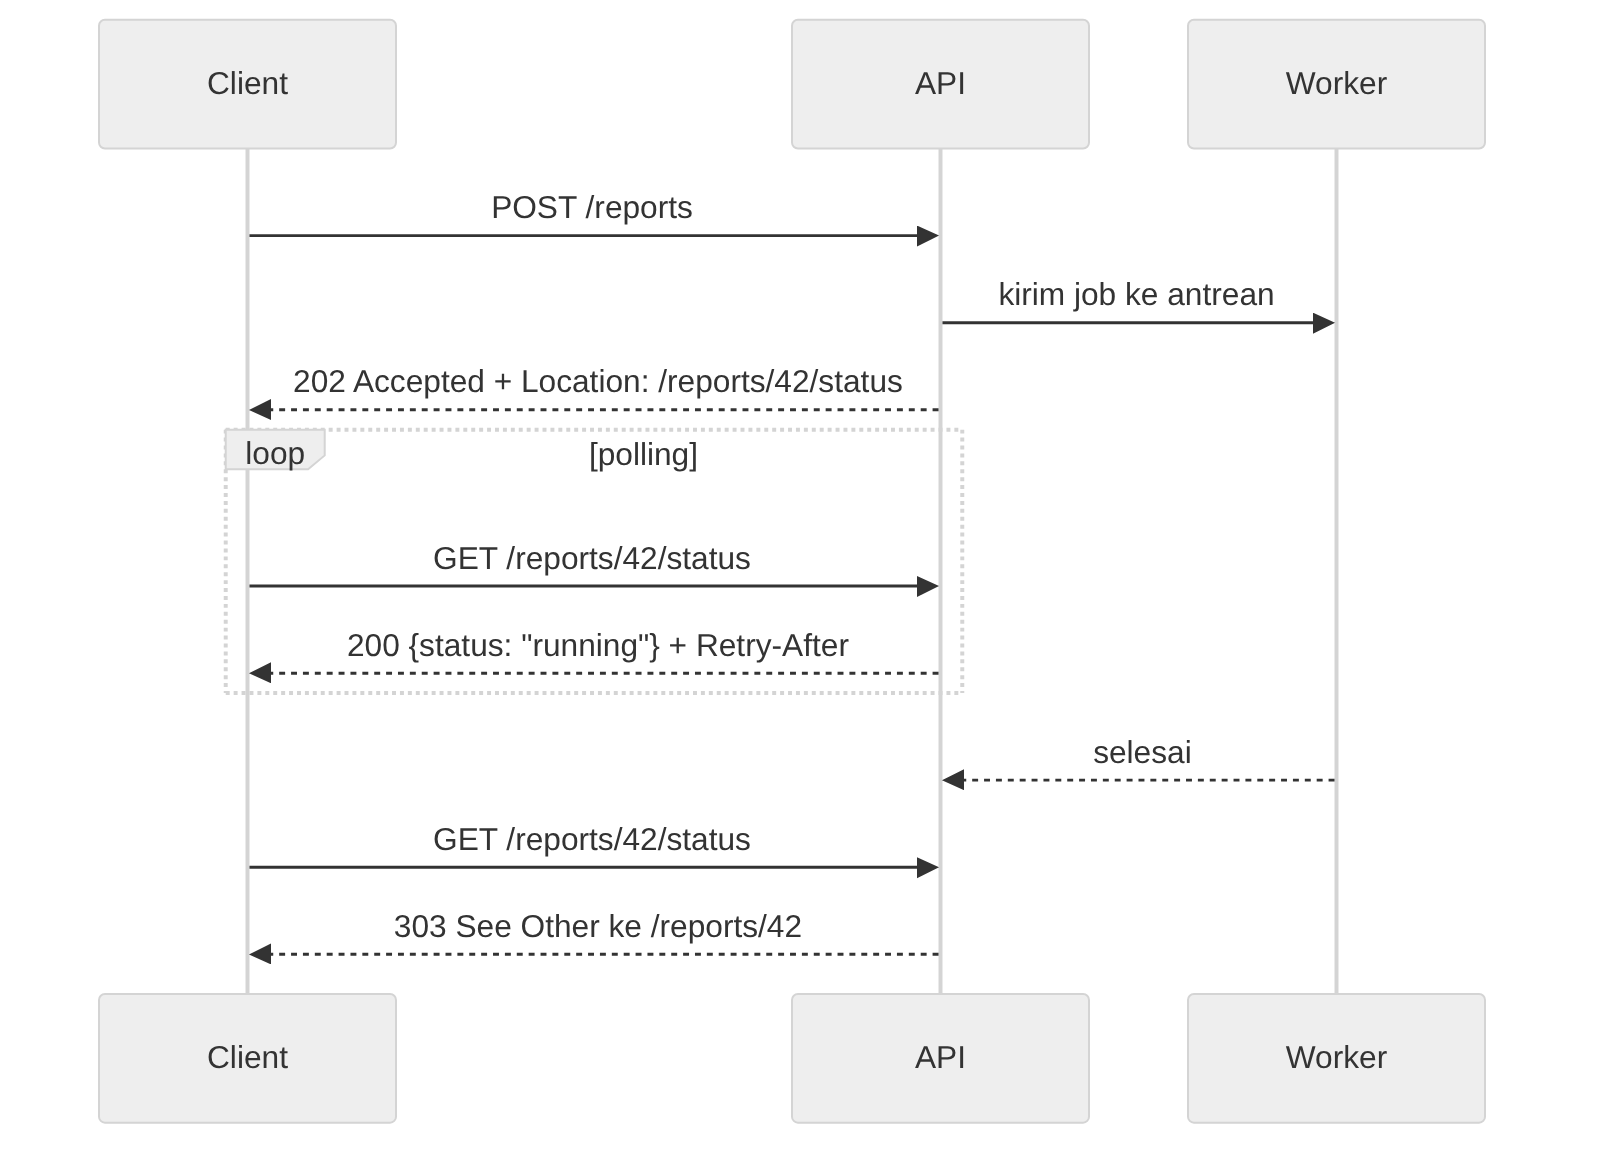 Client
API
Worker
POST /reports
kirim job ke antrean
202 Accepted + Location: /reports/42/status
loop
[polling]
GET /reports/42/status
200 {status: "running"} + Retry-After
selesai
GET /reports/42/status
303 See Other ke /reports/42
Client
API
Worker